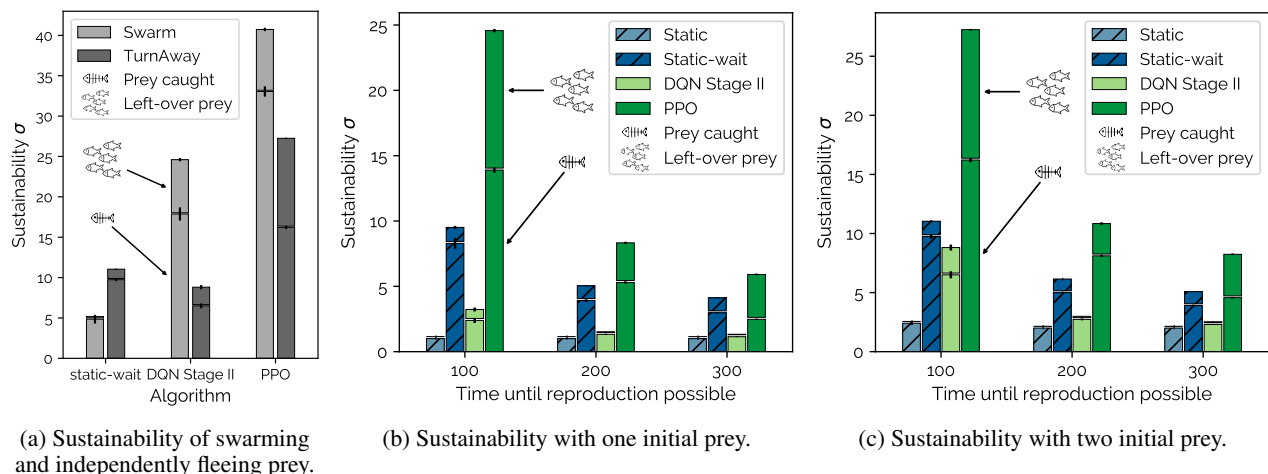 Sustainability σ
40
35
30
25
20
15
10
5
0
Swarm
TurnAway
Prey caught
Left-over prey
static-wait DQN Stage II PPO
Algorithm
(a) Sustainability of swarming
and independently fleeing prey.
Sustainability σ
25
20
15
10
5
0
Static
Static-wait
DQN Stage II
PPO
Prey caught
Left-over prey
100 200 300
Time until reproduction possible
(b) Sustainability with one initial prey.
Sustainability σ
25
20
15
10
5
0
Static
Static-wait
DQN Stage II
PPO
Prey caught
Left-over prey
100 200 300
Time until reproduction possible
(c) Sustainability with two initial prey.